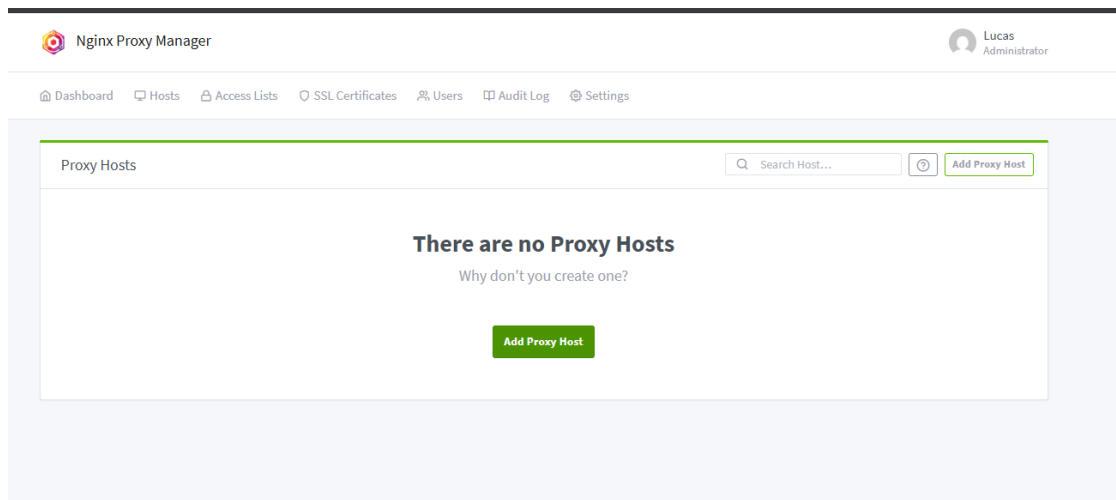 Nginx Proxy Manager
Lucas
Administrator
Dashboard Hosts Access Lists SSL Certificates Users Audit Log Settings
Proxy Hosts Search Host... Add Proxy Host
There are no Proxy Hosts
Why don't you create one?
Add Proxy Host